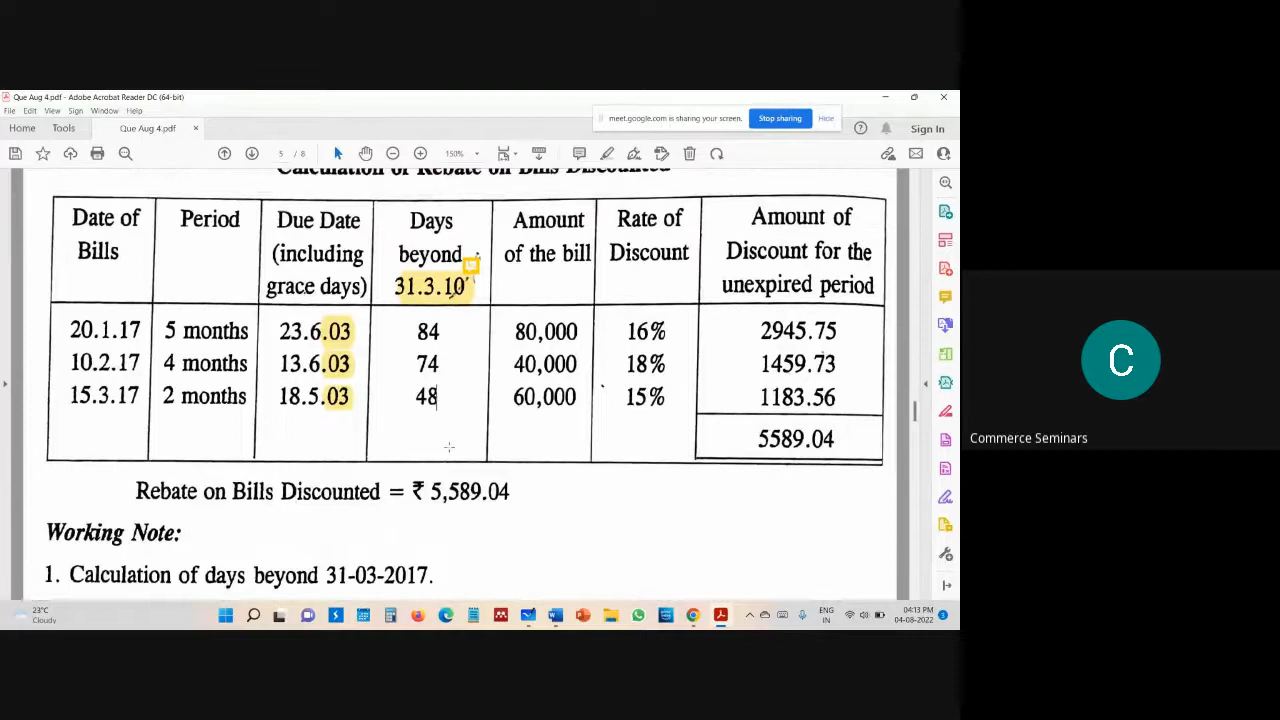 Que Aug 4.pdf - Adobe Acrobat Reader DC (64-bit)
File Edit View Sign Window Help
meet.google.com is sharing your screen. Stop sharing Hide
Home Tools Que Aug 4.pdf × Sign In
5 / 8 150%
Calculation of Rebate on Bills Discounted
Date of Bills Period Due Date (including grace days) Days beyond 31.3.10 Amount of the bill Rate of Discount Amount of Discount for the unexpired period
20.1.17 5 months 23.6.03 84 80,000 16% 2945.75
10.2.17 4 months 13.6.03 74 40,000 18% 1459.73
15.3.17 2 months 18.5.03 48 60,000 15% 1183.56
5589.04
Rebate on Bills Discounted = ₹ 5,589.04
Working Note:
1. Calculation of days beyond 31-03-2017.
C
Commerce Seminars
23°C
Cloudy
ENG
IN
04:13 PM
04-08-2022
3